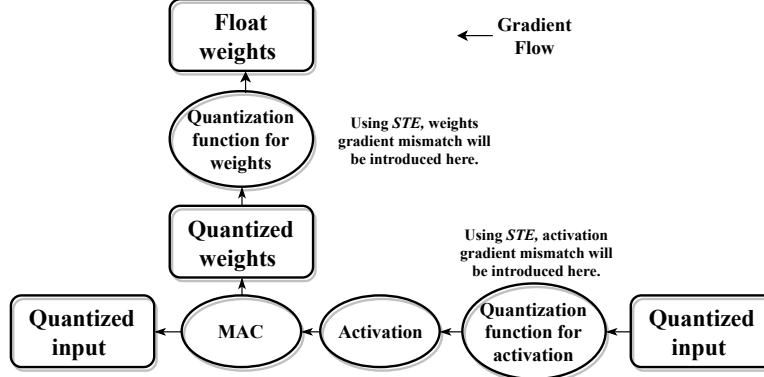 Float
weights
Gradient
Flow
Quantization
function for
weights
Using STE, weights
gradient mismatch will
be introduced here.
Quantized
weights
Using STE, activation
gradient mismatch will
be introduced here.
Quantized
input
MAC
Activation
Quantization
function for
activation
Quantized
input